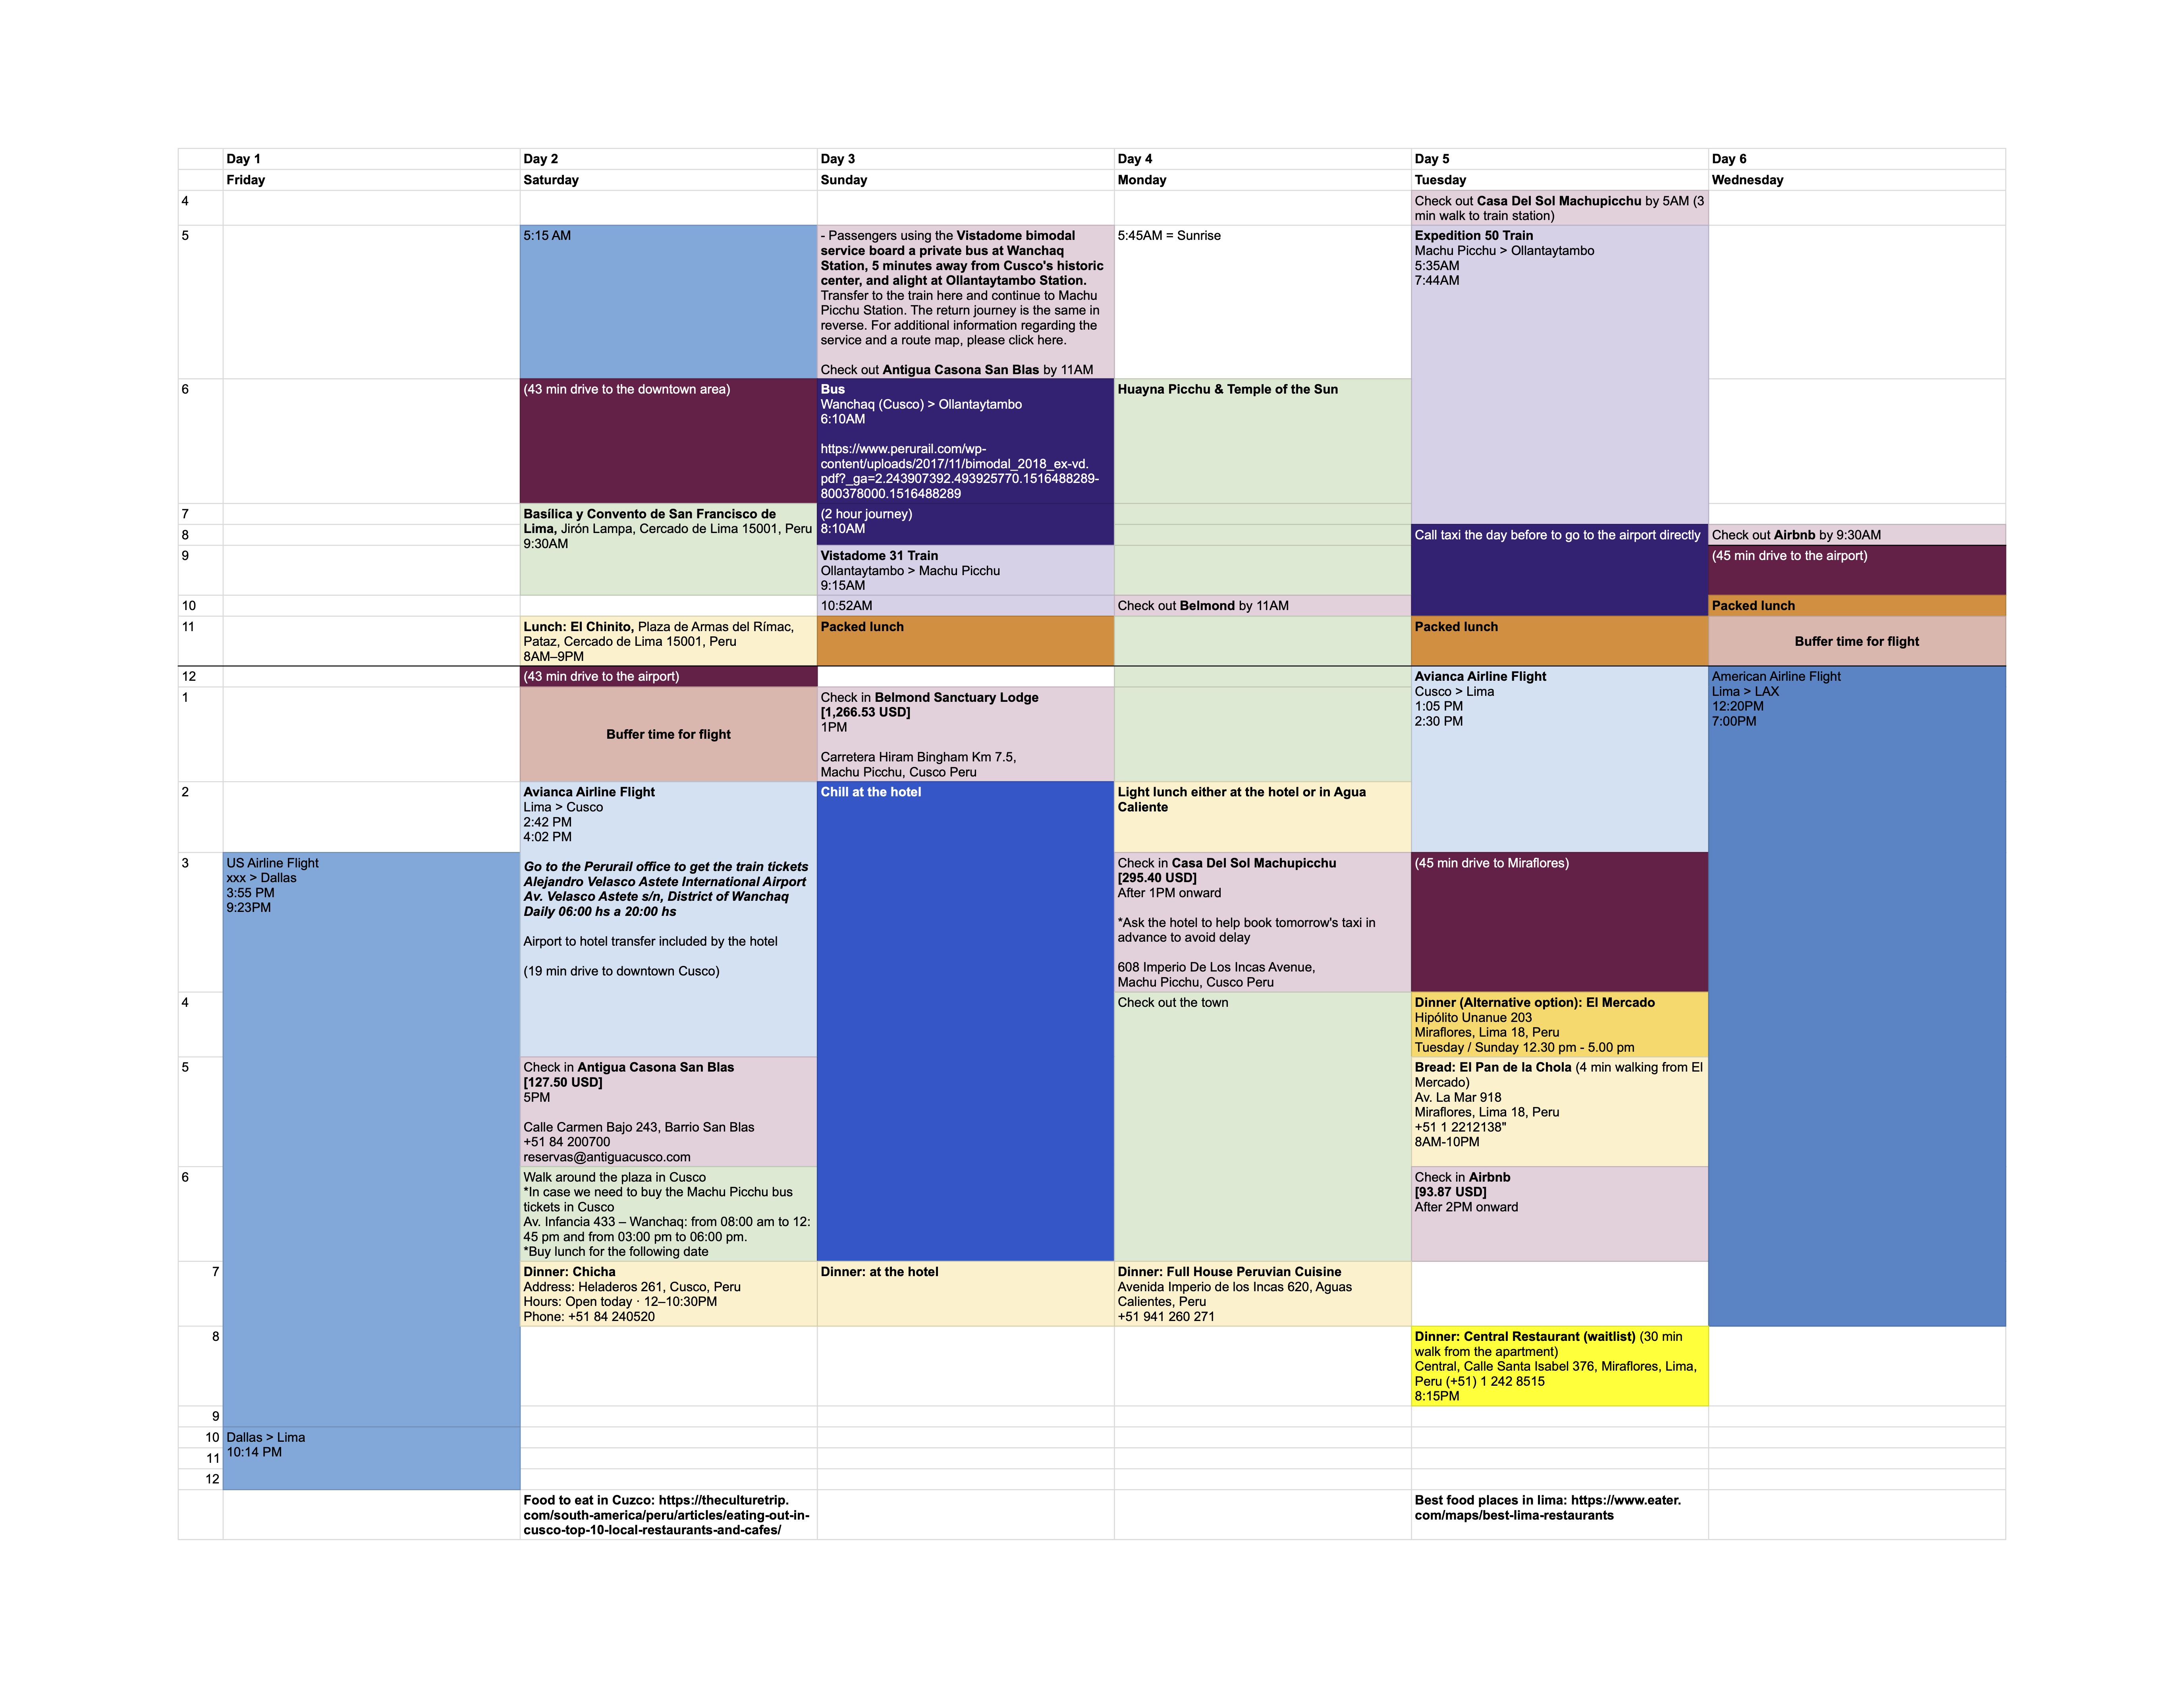 Day 1
Day 2
Day 3
Day 4
Day 5
Day 6
Friday
Saturday
Sunday
Monday
Tuesday
Wednesday
4
Check out Casa Del Sol Machupicchu by 5AM (3
min walk to train station)
5
5:15 AM
- Passengers using the Vistadome bimodal
service board a private bus at Wanchaq
Station, 5 minutes away from Cusco's historic
center, and alight at Ollantaytambo Station.
Transfer to the train here and continue to Machu
Picchu Station. The return journey is the same in
reverse. For additional information regarding the
service and a route map, please click here.
Check out Antigua Casona San Blas by 11AM
5:45AM = Sunrise
Expedition 50 Train
Machu Picchu > Ollantaytambo
5:35AM
7:44AM
6
(43 min drive to the downtown area)
Bus
Wanchaq (Cusco) > Ollantaytambo
6:10AM
https://www.perurail.com/wp-
content/uploads/2017/11/bimodal_2018_ex-vd.
pdf?_ga=2.243907392.493925770.1516488289-
800378000.1516488289
Huayna Picchu & Temple of the Sun
7
Basílica y Convento de San Francisco de
Lima, Jirón Lampa, Cercado de Lima 15001, Peru
9:30AM
(2 hour journey)
8:10AM
8
Call taxi the day before to go to the airport directly
Check out Airbnb by 9:30AM
9
Vistadome 31 Train
Ollantaytambo > Machu Picchu
9:15AM
(45 min drive to the airport)
10
10:52AM
Check out Belmond by 11AM
Packed lunch
11
Lunch: El Chinito, Plaza de Armas del Rímac,
Pataz, Cercado de Lima 15001, Peru
8AM–9PM
Packed lunch
Packed lunch
Buffer time for flight
12
(43 min drive to the airport)
Avianca Airline Flight
Cusco > Lima
1:05 PM
2:30 PM
American Airline Flight
Lima > LAX
12:20PM
7:00PM
1
Buffer time for flight
Check in Belmond Sanctuary Lodge
[1,266.53 USD]
1PM
Carretera Hiram Bingham Km 7.5,
Machu Picchu, Cusco Peru
2
Avianca Airline Flight
Lima > Cusco
2:42 PM
4:02 PM
Go to the Perurail office to get the train tickets
Alejandro Velasco Astete International Airport
Av. Velasco Astete s/n, District of Wanchaq
Daily 06:00 hs a 20:00 hs
Airport to hotel transfer included by the hotel
(19 min drive to downtown Cusco)
Chill at the hotel
Light lunch either at the hotel or in Agua
Caliente
3
US Airline Flight
xxx > Dallas
3:55 PM
9:23PM
Check in Casa Del Sol Machupicchu
[295.40 USD]
After 1PM onward
*Ask the hotel to help book tomorrow's taxi in
advance to avoid delay
608 Imperio De Los Incas Avenue,
Machu Picchu, Cusco Peru
(45 min drive to Miraflores)
4
Check out the town
Dinner (Alternative option): El Mercado
Hipólito Unanue 203
Miraflores, Lima 18, Peru
Tuesday / Sunday 12.30 pm - 5.00 pm
5
Check in Antigua Casona San Blas
[127.50 USD]
5PM
Calle Carmen Bajo 243, Barrio San Blas
+51 84 200700
reservas@antiguacusco.com
Bread: El Pan de la Chola (4 min walking from El
Mercado)
Av. La Mar 918
Miraflores, Lima 18, Peru
+51 1 2212138"
8AM-10PM
6
Walk around the plaza in Cusco
*In case we need to buy the Machu Picchu bus
tickets in Cusco
Av. Infancia 433 – Wanchaq: from 08:00 am to 12:
45 pm and from 03:00 pm to 06:00 pm.
*Buy lunch for the following date
Check in Airbnb
[93.87 USD]
After 2PM onward
7
Dinner: Chicha
Address: Heladeros 261, Cusco, Peru
Hours: Open today · 12–10:30PM
Phone: +51 84 240520
Dinner: at the hotel
Dinner: Full House Peruvian Cuisine
Avenida Imperio de los Incas 620, Aguas
Calientes, Peru
+51 941 260 271
8
Dinner: Central Restaurant (waitlist) (30 min
walk from the apartment)
Central, Calle Santa Isabel 376, Miraflores, Lima,
Peru (+51) 1 242 8515
8:15PM
9
10
Dallas > Lima
10:14 PM
11
12
Food to eat in Cuzco: https://theculturetrip.
com/south-america/peru/articles/eating-out-in-
cusco-top-10-local-restaurants-and-cafes/
Best food places in lima: https://www.eater.
com/maps/best-lima-restaurants